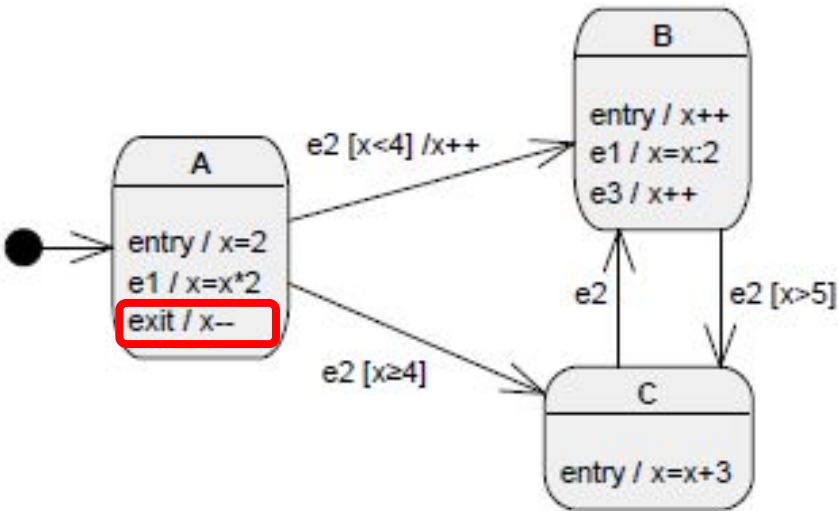 B
entry / x++
e1 / x=x:2
e3 / x++
e2 [x<4] /x++
A
entry / x=2
e1 / x=x*2
exit / x--
e2
e2 [x>5]
e2 [x≥4]
C
entry / x=x+3